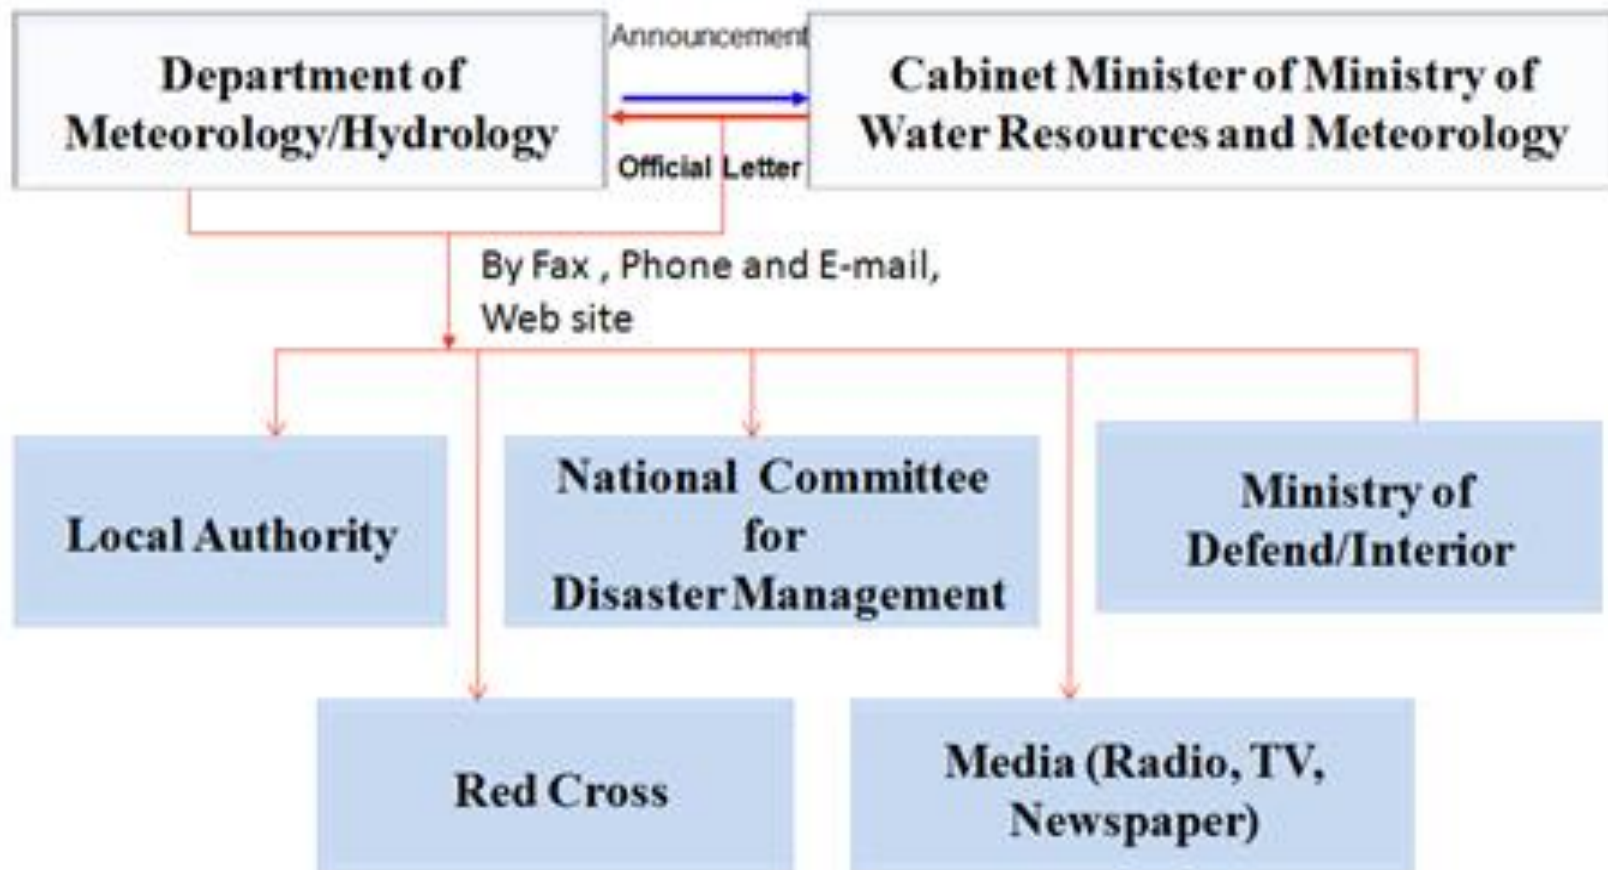 Department of
Meteorology/Hydrology
Announcement
Official Letter
Cabinet Minister of Ministry of
Water Resources and Meteorology
By Fax , Phone and E-mail,
Web site
Local Authority
National Committee
for
Disaster Management
Ministry of
Defend/Interior
Red Cross
Media (Radio, TV,
Newspaper)